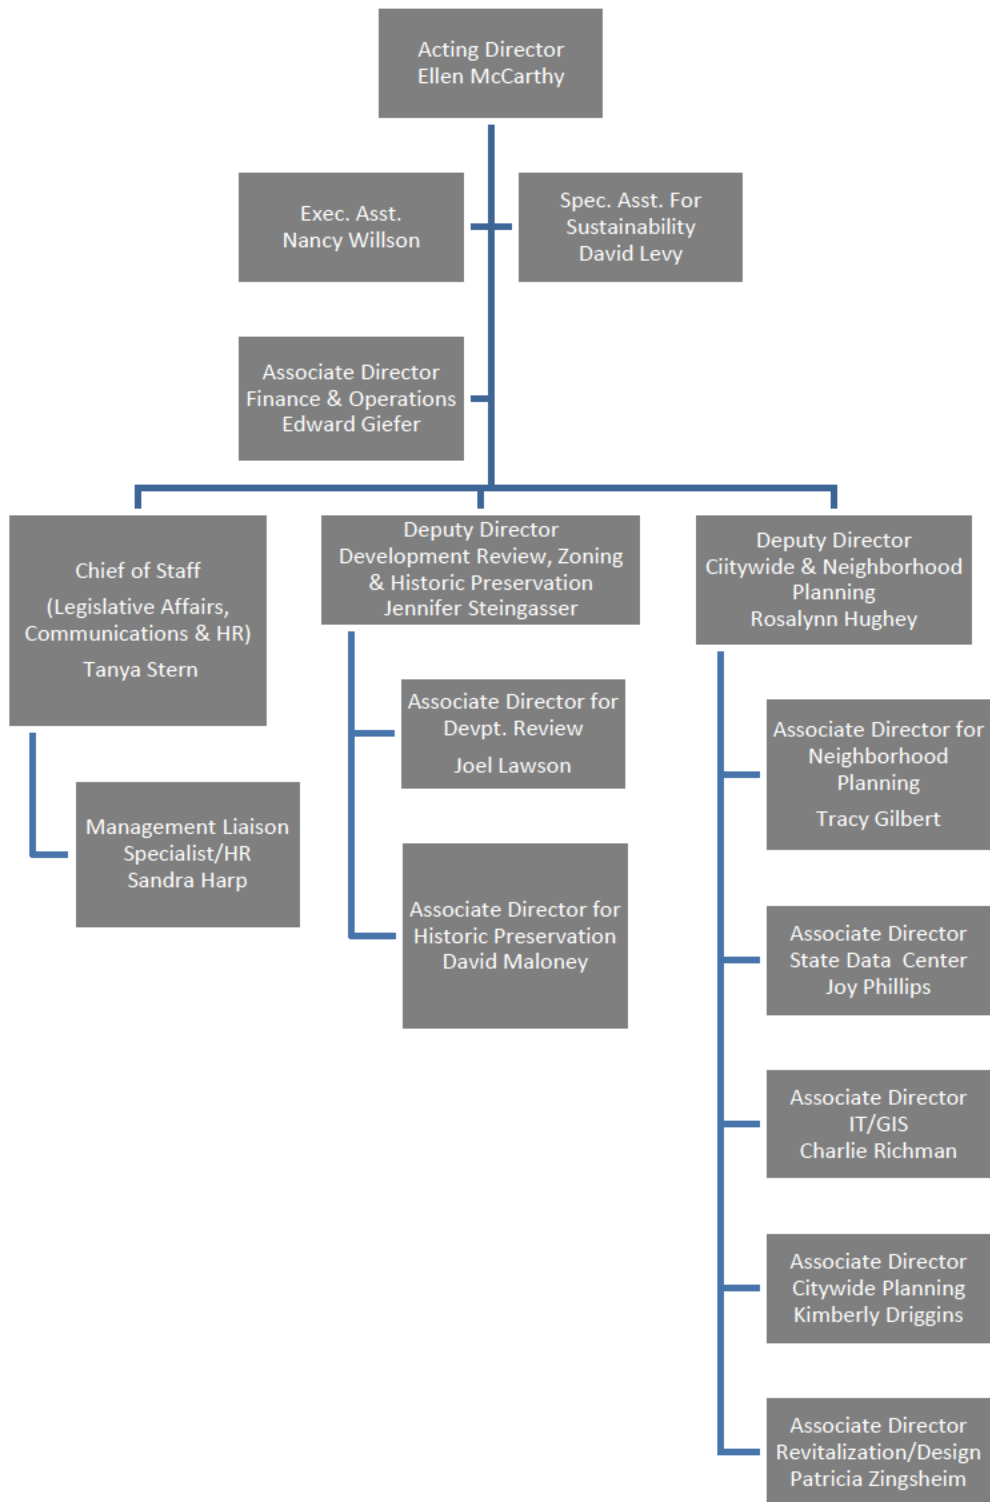 Acting Director
Ellen McCarthy
Exec. Asst.
Nancy Willson
Spec. Asst. For
Sustainability
David Levy
Associate Director
Finance & Operations
Edward Giefer
Chief of Staff
(Legislative Affairs,
Communications & HR)
Tanya Stern
Management Liaison
Specialist/HR
Sandra Harp
Deputy Director
Development Review, Zoning
& Historic Preservation
Jennifer Steingasser
Associate Director for
Devpt. Review
Joel Lawson
Associate Director for
Historic Preservation
David Maloney
Deputy Director
Ciitywide & Neighborhood
Planning
Rosalynn Hughey
Associate Director for
Neighborhood
Planning
Tracy Gilbert
Associate Director
State Data Center
Joy Phillips
Associate Director
IT/GIS
Charlie Richman
Associate Director
Citywide Planning
Kimberly Driggins
Associate Director
Revitalization/Design
Patricia Zingsheim